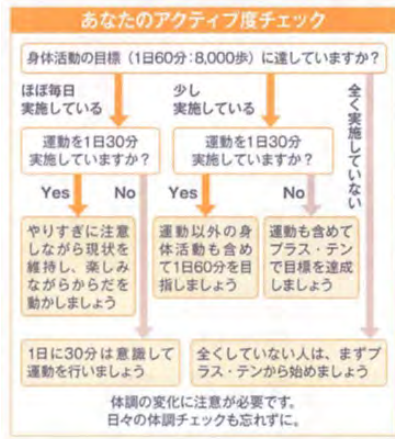 あなたのアクティブ度チェック
身体活動の目標（1日60分：8,000歩）に達していますか？
ほぼ毎日
実施している
少し
実施している
全く実施していない
運動を1日30分
実施していますか？
運動を1日30分
実施していますか？
Yes
No
Yes
No
やりすぎに注意
しながら現状を
維持し、楽しみ
ながらからだを
動かしましょう
運動以外の身
体活動も含め
て1日60分を目
指しましょう
運動も含めて
プラス・テン
で目標を達成
しましょう
1日に30分は意識して
運動を行いましょう
全くしていない人は、まずプ
ラス・テンから始めましょう
体調の変化に注意が必要です。
日々の体調チェックも忘れずに。